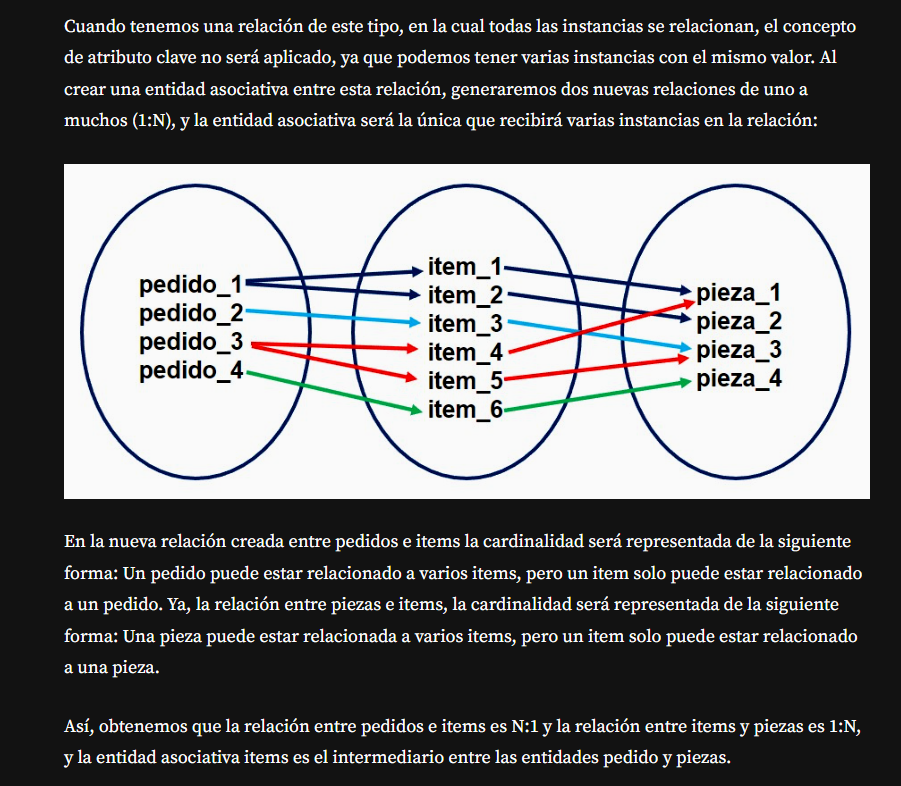 Cuando tenemos una relación de este tipo, en la cual todas las instancias se relacionan, el concepto
de atributo clave no será aplicado, ya que podemos tener varias instancias con el mismo valor. Al
crear una entidad asociativa entre esta relación, generaremos dos nuevas relaciones de uno a
muchos (1:N), y la entidad asociativa será la única que recibirá varias instancias en la relación:
pedido_1
pedido_2
pedido_3
pedido_4
item_1
item_2
item_3
item_4
item_5
item_6
pieza_1
pieza_2
pieza_3
pieza_4
En la nueva relación creada entre pedidos e items la cardinalidad será representada de la siguiente
forma: Un pedido puede estar relacionado a varios items, pero un item solo puede estar relacionado
a un pedido. Ya, la relación entre piezas e items, la cardinalidad será representada de la siguiente
forma: Una pieza puede estar relacionada a varios items, pero un item solo puede estar relacionado
a una pieza.
Así, obtenemos que la relación entre pedidos e items es N:1 y la relación entre items y piezas es 1:N,
y la entidad asociativa items es el intermediario entre las entidades pedido y piezas.